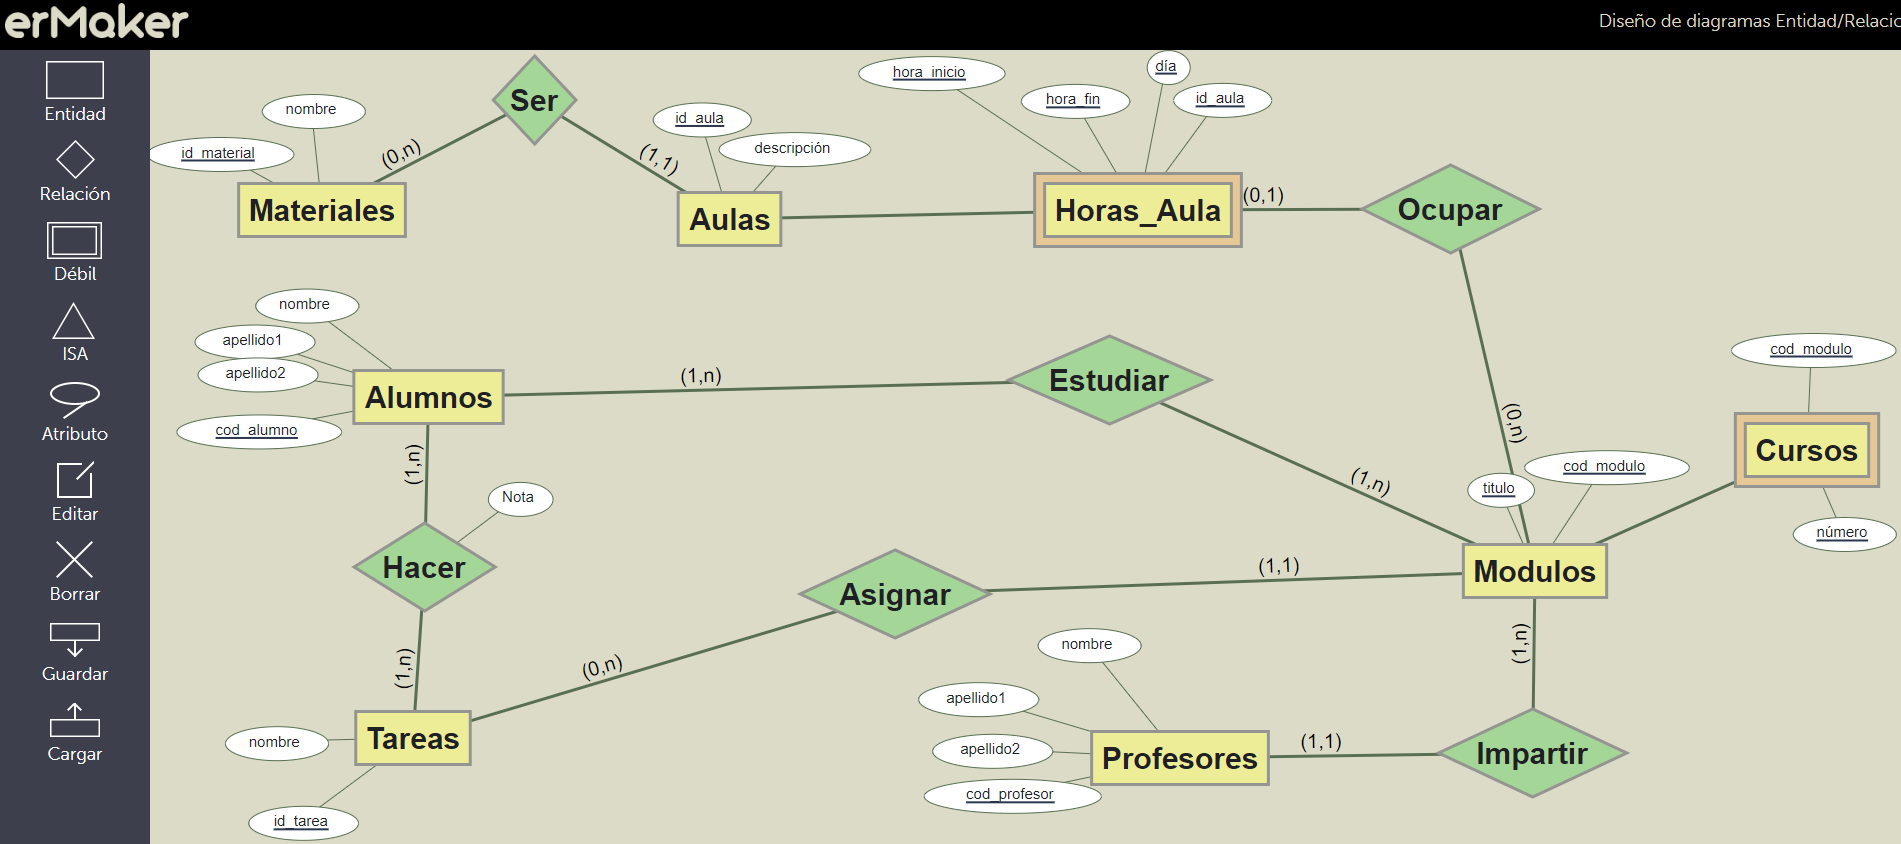 erMaker
Diseño de diagramas Entidad/Relacio
Entidad
Relación
Débil
ISA
Atributo
Editar
Borrar
Guardar
Cargar
Ser
nombre
id_material
(0,n)
(1,1)
Materiales
id_aula
descripción
Aulas
hora_inicio
hora_fin
día
id_aula
Horas_Aula
(0,1)
Ocupar
(0,n)
nombre
apellido1
apellido2
cod_alumno
Alumnos
(1,n)
Estudiar
(1,n)
cod_modulo
Cursos
número
titulo
cod_modulo
Modulos
(1,n)
Nota
Hacer
(1,n)
Asignar
(1,1)
(0,n)
Tareas
nombre
id_tarea
nombre
apellido1
apellido2
cod_profesor
Profesores
(1,1)
Impartir
(1,n)